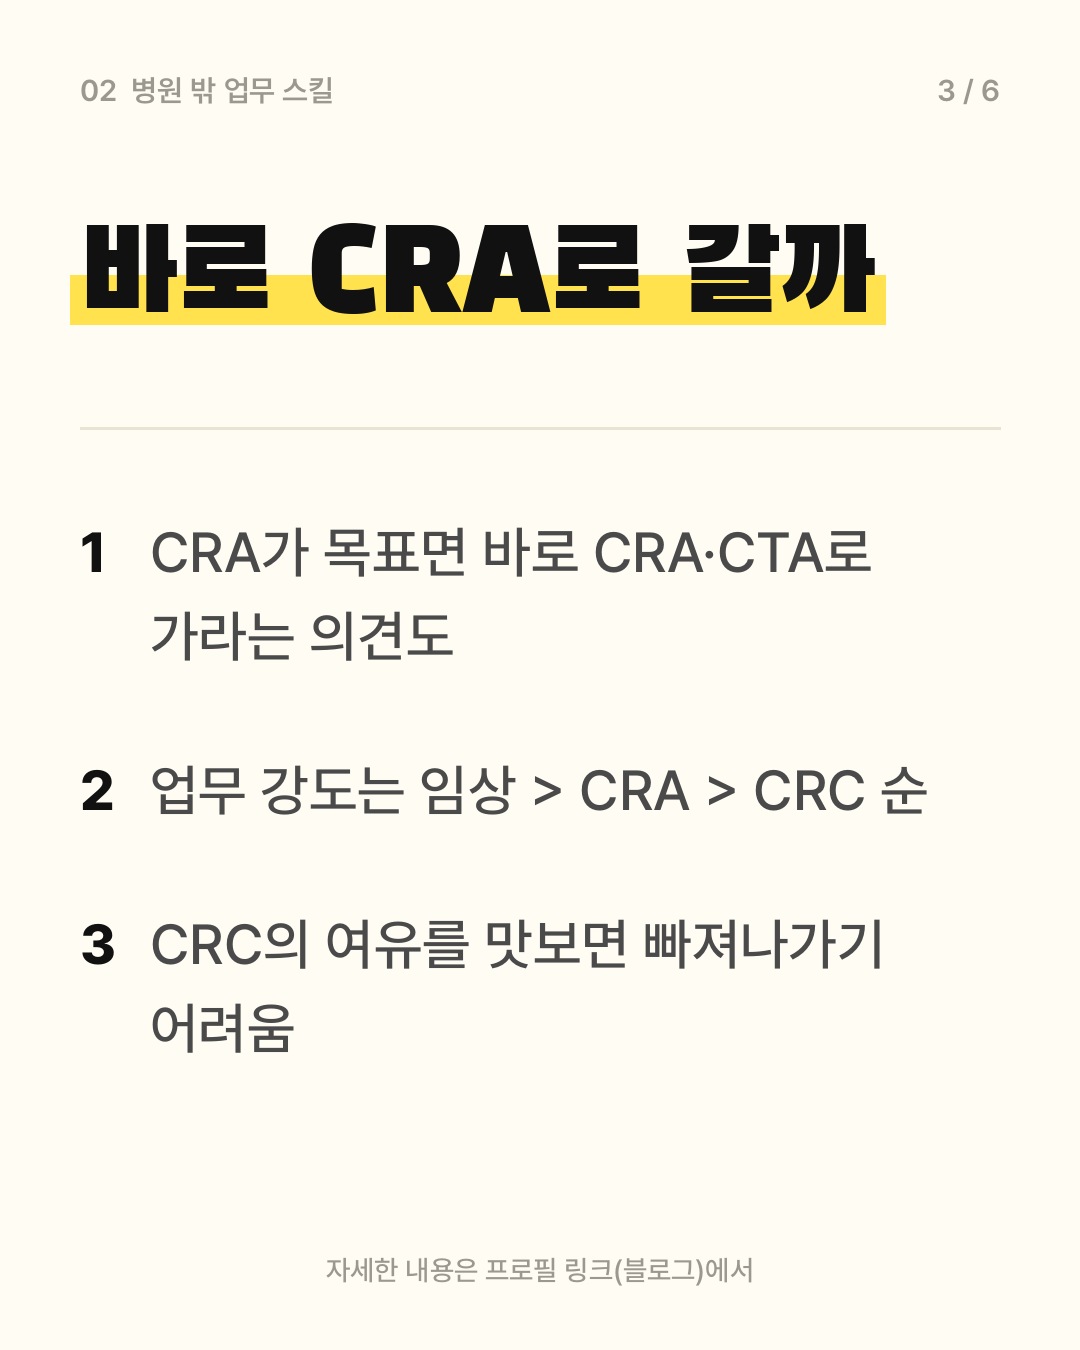 02 병원 밖 업무 스킬
3 / 6
바로 CRA로 갈까
1 CRA가 목표면 바로 CRA·CTA로
가라는 의견도
2 업무 강도는 임상 > CRA > CRC 순
3 CRC의 여유를 맛보면 빠져나가기
어려움
자세한 내용은 프로필 링크(블로그)에서